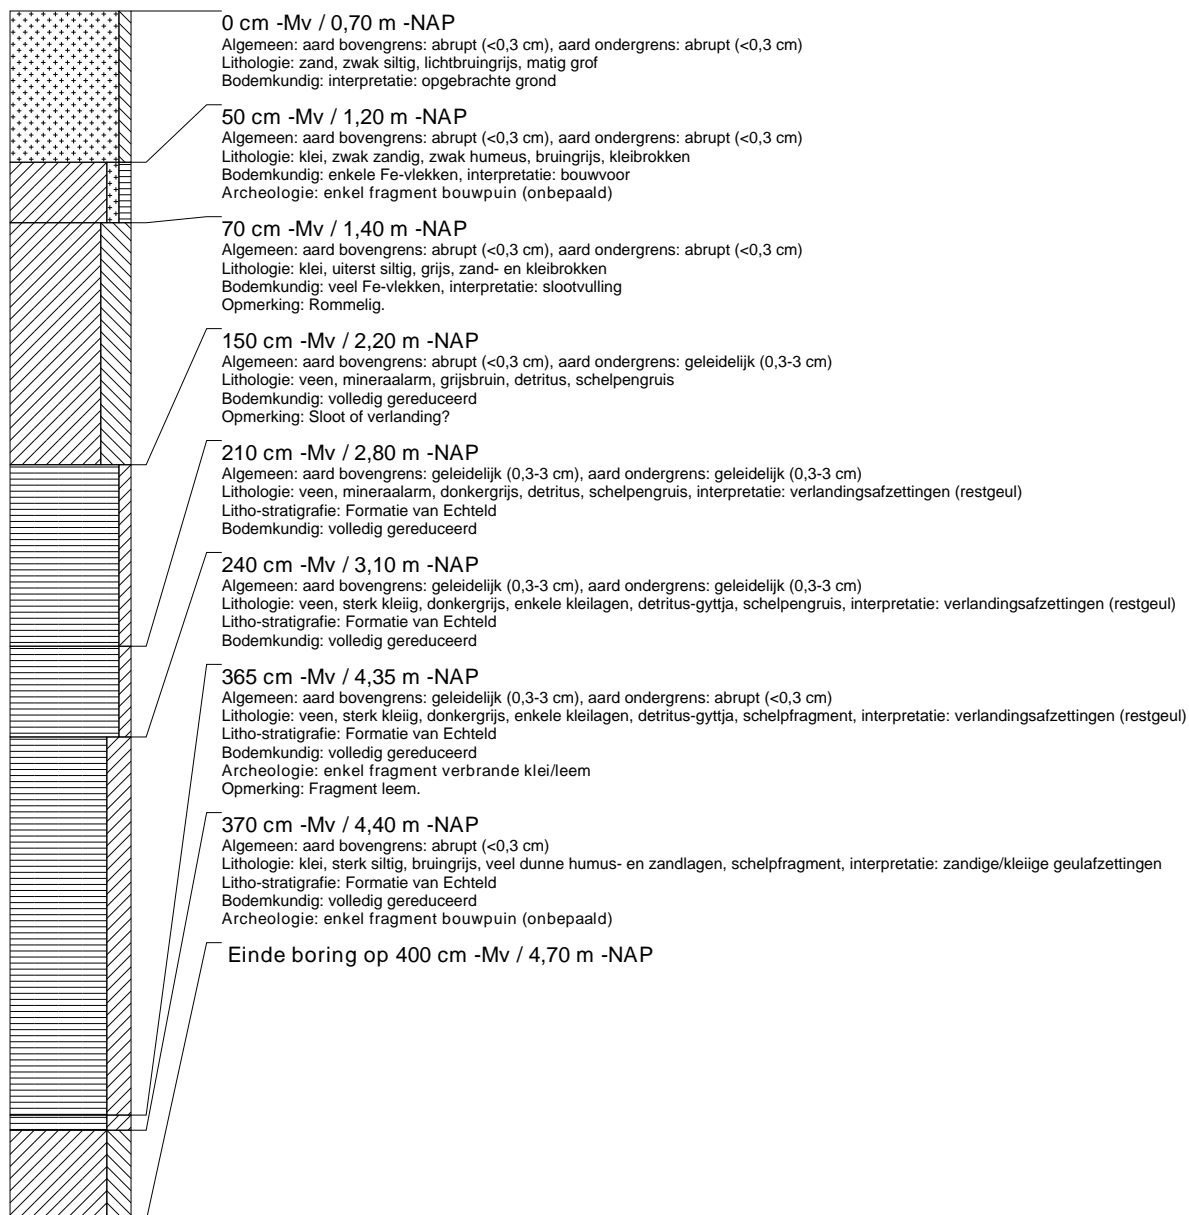 0 cm -Mv / 0,70 m -NAP
Algemeen: aard bovengrens: abrupt (<0,3 cm), aard ondergrens: abrupt (<0,3 cm)
Lithologie: zand, zwak siltig, lichtbruingrijs, matig grof
Bodemkundig: interpretatie: opgebrachte grond
50 cm -Mv / 1,20 m -NAP
Algemeen: aard bovengrens: abrupt (<0,3 cm), aard ondergrens: abrupt (<0,3 cm)
Lithologie: klei, zwak zandig, zwak humeus, bruingrijs, kleibrokken
Bodemkundig: enkele Fe-vlekken, interpretatie: bouwvoor
Archeologie: enkel fragment bouwpuin (onbepaald)
70 cm -Mv / 1,40 m -NAP
Algemeen: aard bovengrens: abrupt (<0,3 cm), aard ondergrens: abrupt (<0,3 cm)
Lithologie: klei, uiterst siltig, grijs, zand- en kleibrokken
Bodemkundig: veel Fe-vlekken, interpretatie: slootvulling
Opmerking: Rommelig.
150 cm -Mv / 2,20 m -NAP
Algemeen: aard bovengrens: abrupt (<0,3 cm), aard ondergrens: geleidelijk (0,3-3 cm)
Lithologie: veen, mineraalarm, grijsbruin, detritus, schelpengruis
Bodemkundig: volledig gereduceerd
Opmerking: Sloot of verlanding?
210 cm -Mv / 2,80 m -NAP
Algemeen: aard bovengrens: geleidelijk (0,3-3 cm), aard ondergrens: geleidelijk (0,3-3 cm)
Lithologie: veen, mineraalarm, donkergrijs, detritus, schelpengruis, interpretatie: verlandingsafzettingen (restgeul)
Litho-stratigrafie: Formatie van Echteld
Bodemkundig: volledig gereduceerd
240 cm -Mv / 3,10 m -NAP
Algemeen: aard bovengrens: geleidelijk (0,3-3 cm), aard ondergrens: geleidelijk (0,3-3 cm)
Lithologie: veen, sterk kleiig, donkergrijs, enkele kleilagen, detritus-gyttja, schelpengruis, interpretatie: verlandingsafzettingen (restgeul)
Litho-stratigrafie: Formatie van Echteld
Bodemkundig: volledig gereduceerd
365 cm -Mv / 4,35 m -NAP
Algemeen: aard bovengrens: geleidelijk (0,3-3 cm), aard ondergrens: abrupt (<0,3 cm)
Lithologie: veen, sterk kleiig, donkergrijs, enkele kleilagen, detritus-gyttja, schelpfragment, interpretatie: verlandingsafzettingen (restgeul)
Litho-stratigrafie: Formatie van Echteld
Bodemkundig: volledig gereduceerd
Archeologie: enkel fragment verbrande klei/leem
Opmerking: Fragment leem.
370 cm -Mv / 4,40 m -NAP
Algemeen: aard bovengrens: abrupt (<0,3 cm)
Lithologie: klei, sterk siltig, bruingrijs, veel dunne humus- en zandlagen, schelpfragment, interpretatie: zandige/kleiige geulafzettingen
Litho-stratigrafie: Formatie van Echteld
Bodemkundig: volledig gereduceerd
Archeologie: enkel fragment bouwpuin (onbepaald)
Einde boring op 400 cm -Mv / 4,70 m -NAP